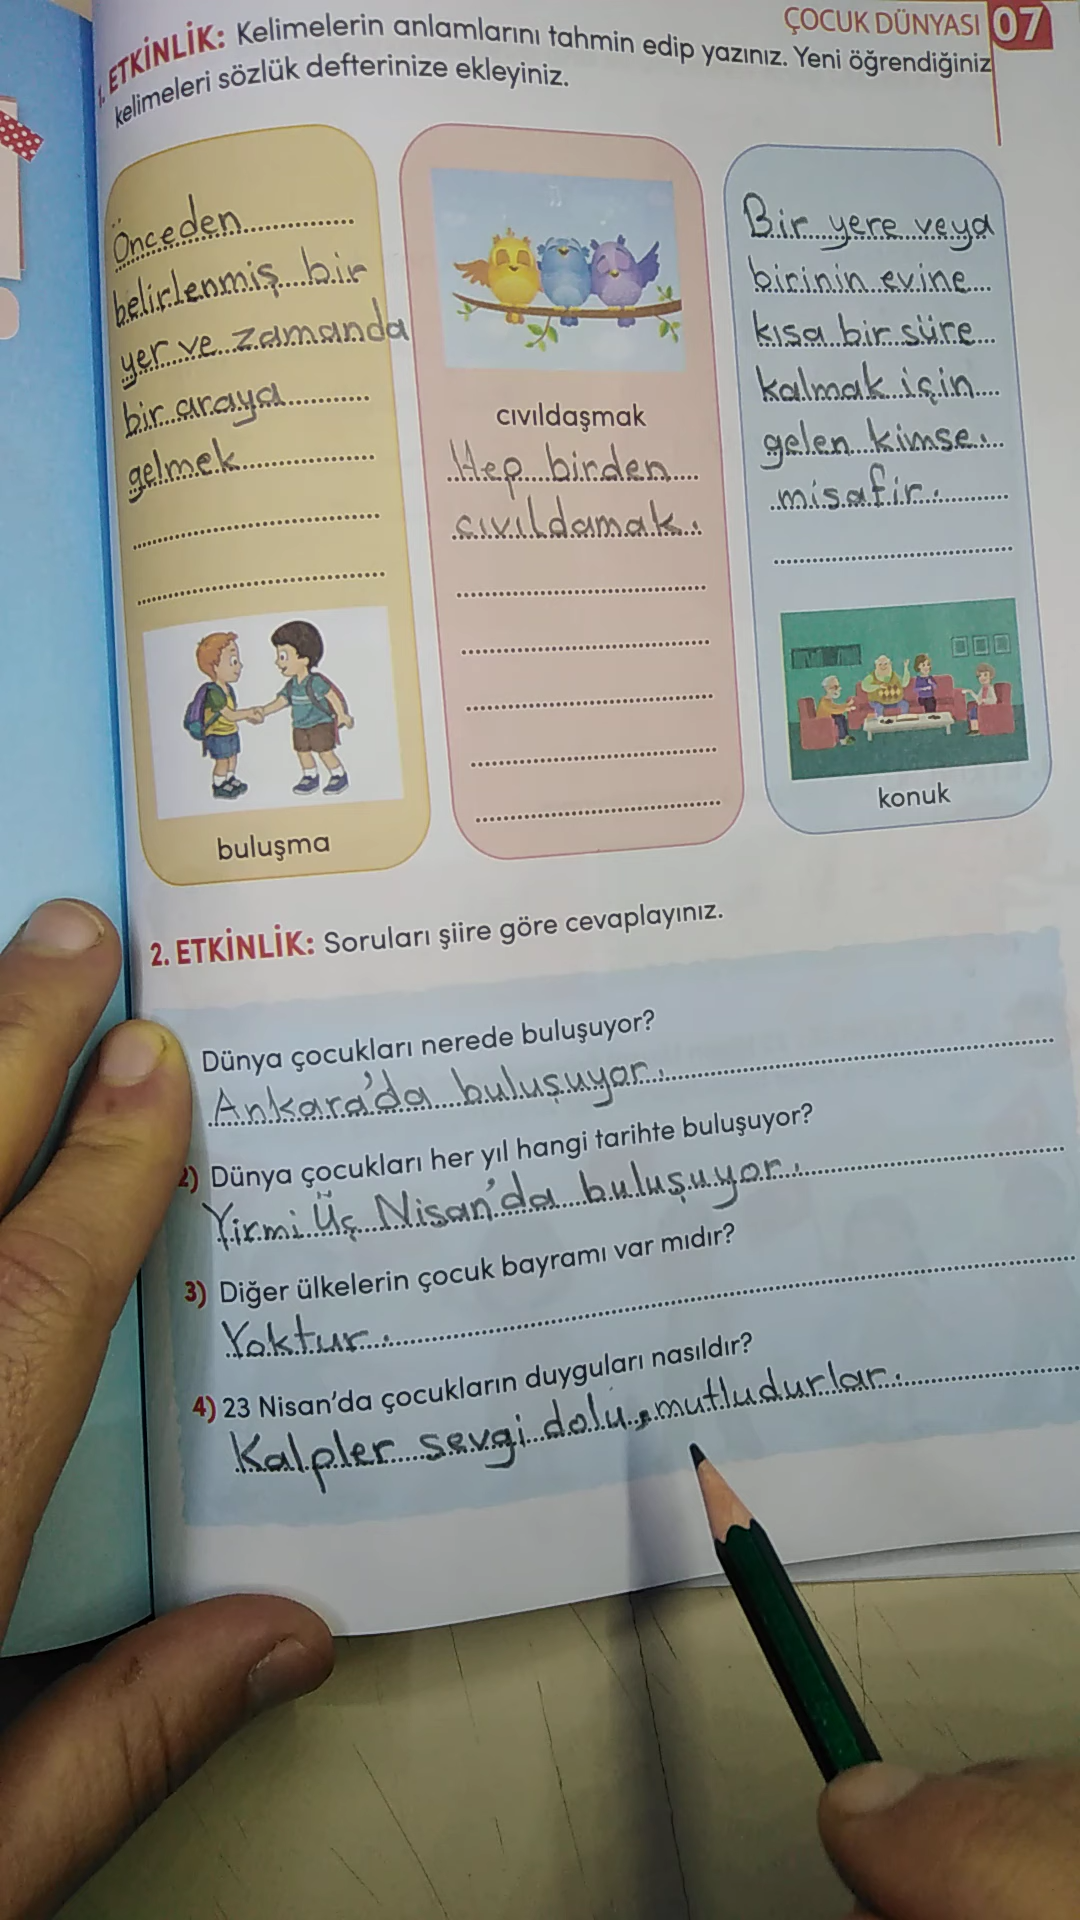 ÇOCUK DÜNYASI 07
1. ETKİNLİK: Kelimelerin anlamlarını tahmin edip yazınız. Yeni öğrendiğiniz
kelimeleri sözlük defterinize ekleyiniz.
Önceden
belirlenmiş bir
yer ve zamanda
bir araya
gelmek
buluşma
cıvıldaşmak
Hep birden
cıvıldamak.
Bir yere veya
birinin evine
kısa bir süre
kalmak için
gelen kimse.
misafir.
konuk
2. ETKİNLİK: Soruları şiire göre cevaplayınız.
Dünya çocukları nerede buluşuyor?
Ankara'da buluşuyor.
2) Dünya çocukları her yıl hangi tarihte buluşuyor?
Yirmi Üç Nisan'da buluşuyor.
3) Diğer ülkelerin çocuk bayramı var mıdır?
Yoktur.
4) 23 Nisan'da çocukların duyguları nasıldır?
Kalpler sevgi dolu, mutludurlar.